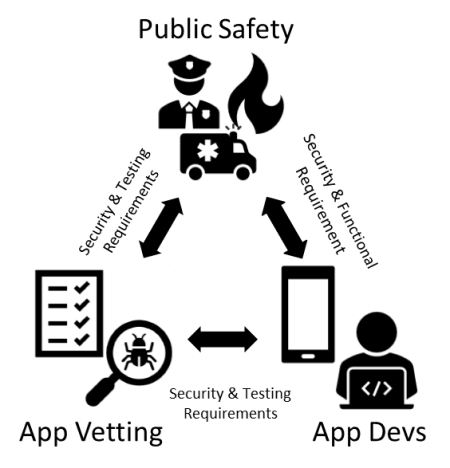 Public Safety
Security & Testing
Requirements
Security & Functional
Requirement
</>
Security & Testing
Requirements
App Vetting
App Devs